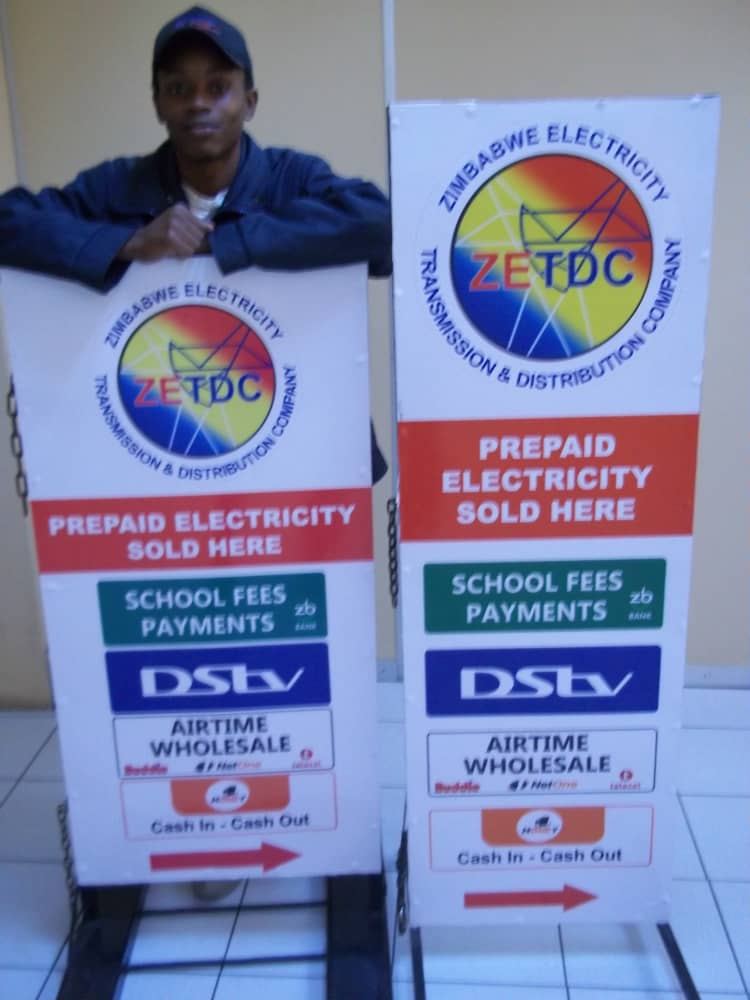 ZIMBABWE ELECTRICITY
TRANSMISSION & DISTRIBUTION COMPANY
ZETDC
PREPAID ELECTRICITY
SOLD HERE
SCHOOL FEES
PAYMENTS
zb
BANK
DStv
AIRTIME
WHOLESALE
Buddie NetOne telecel
Cash In - Cash Out
ZIMBABWE ELECTRICITY
TRANSMISSION & DISTRIBUTION COMPANY
ZETDC
PREPAID
ELECTRICITY
SOLD HERE
SCHOOL FEES
PAYMENTS
zb
BANK
DStv
AIRTIME
WHOLESALE
Buddie NetOne telecel
Cash In - Cash Out